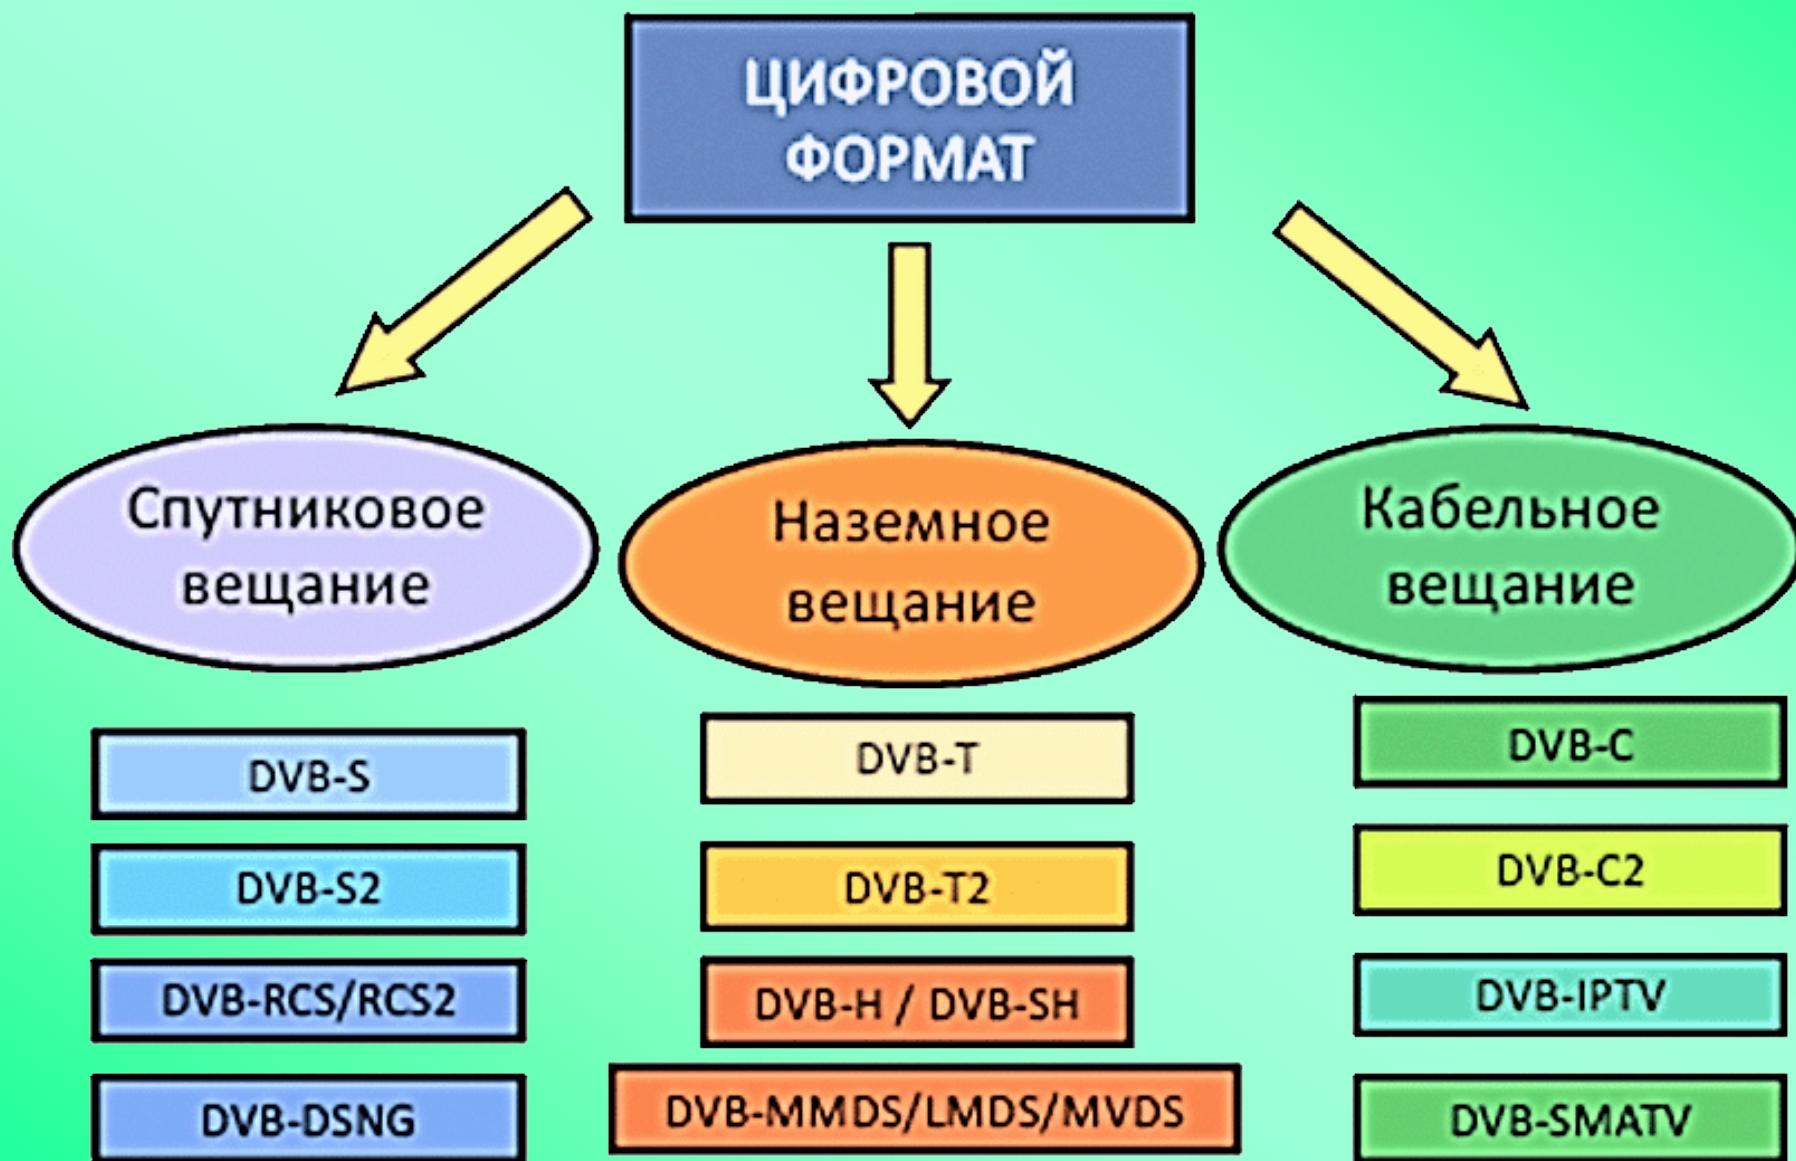 ЦИФРОВОЙ
ФОРМАТ
Спутниковое
вещание
DVB-S
DVB-S2
DVB-RCS/RCS2
DVB-DSNG
Наземное
вещание
DVB-T
DVB-T2
DVB-H / DVB-SH
DVB-MMDS/LMDS/MVDS
Кабельное
вещание
DVB-C
DVB-C2
DVB-IPTV
DVB-SMATV